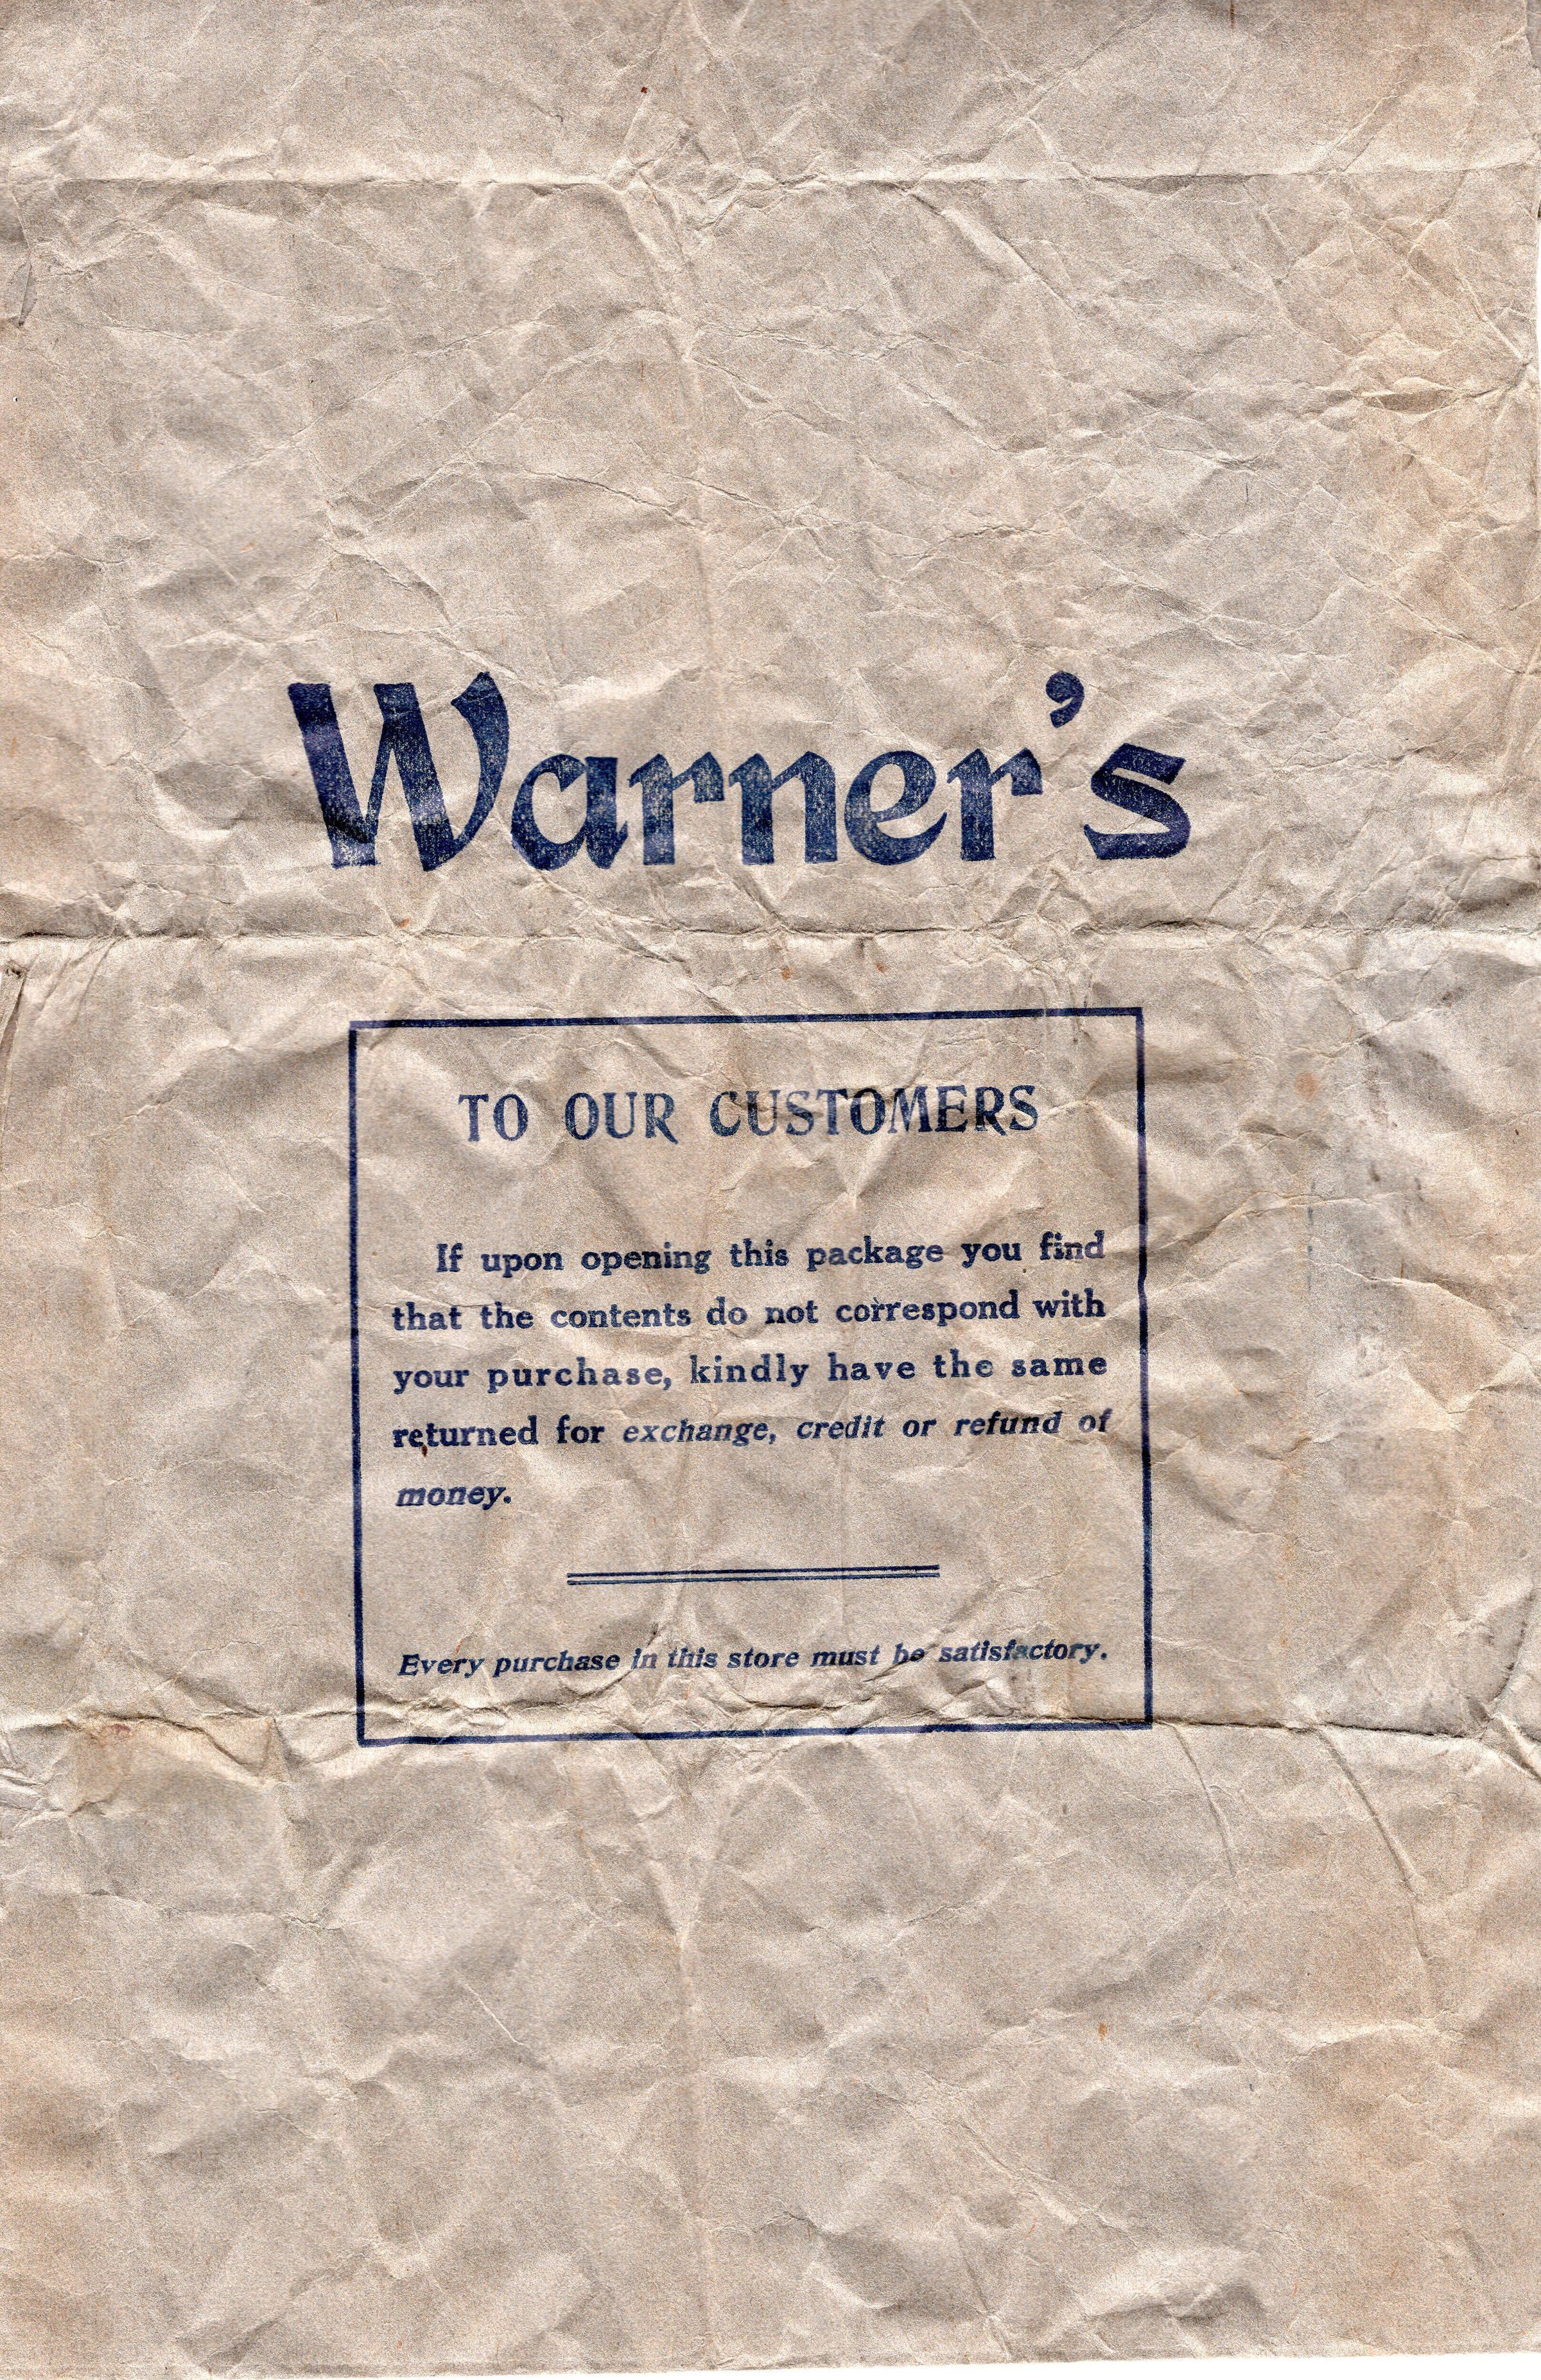 Warner's
TO OUR CUSTOMERS
If upon opening this package you find
that the contents do not correspond with
your purchase, kindly have the same
returned for exchange, credit or refund of
money.
Every purchase in this store must be satisfactory.